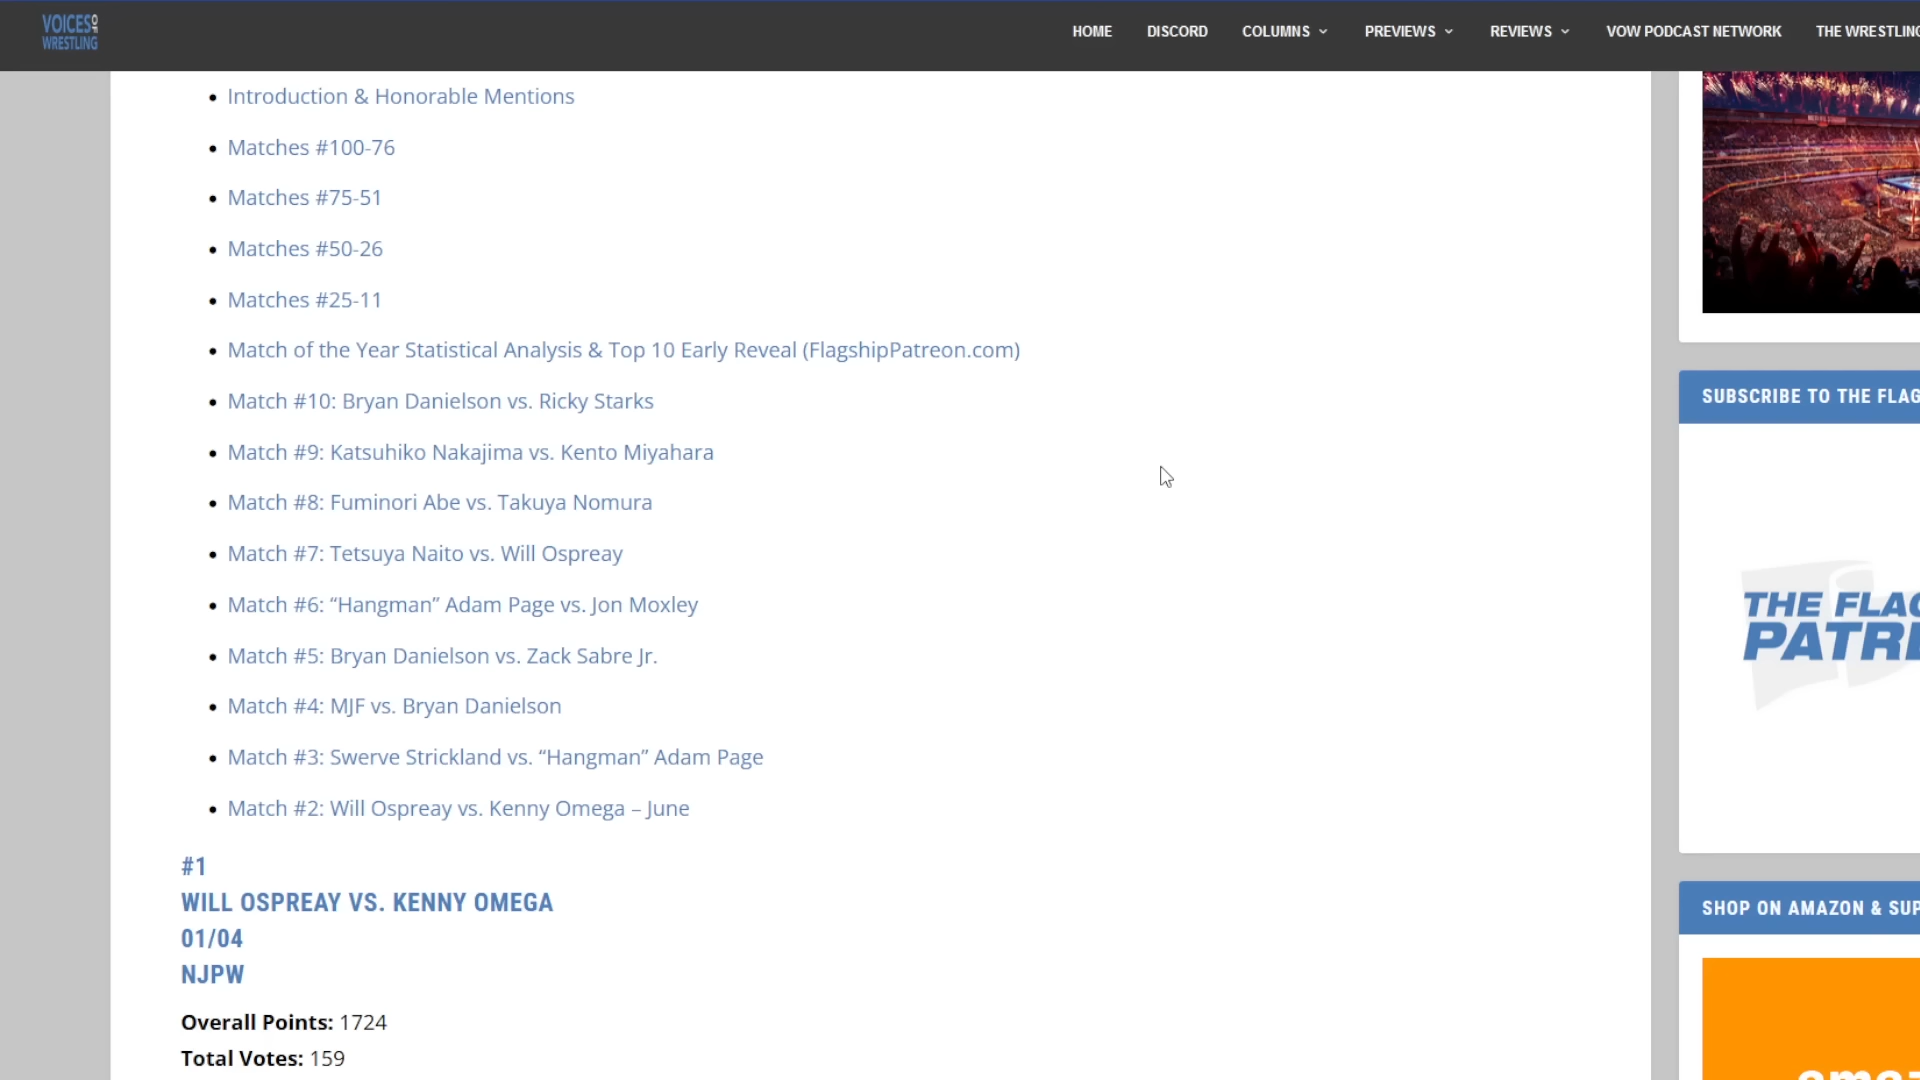 VOICES OF
WRESTLING
HOME DISCORD COLUMNS PREVIEWS REVIEWS VOW PODCAST NETWORK THE WRESTLING
Introduction & Honorable Mentions
Matches #100-76
Matches #75-51
Matches #50-26
Matches #25-11
Match of the Year Statistical Analysis & Top 10 Early Reveal (FlagshipPatreon.com)
Match #10: Bryan Danielson vs. Ricky Starks
Match #9: Katsuhiko Nakajima vs. Kento Miyahara
Match #8: Fuminori Abe vs. Takuya Nomura
Match #7: Tetsuya Naito vs. Will Ospreay
Match #6: “Hangman” Adam Page vs. Jon Moxley
Match #5: Bryan Danielson vs. Zack Sabre Jr.
Match #4: MJF vs. Bryan Danielson
Match #3: Swerve Strickland vs. “Hangman” Adam Page
Match #2: Will Ospreay vs. Kenny Omega – June
#1
WILL OSPREAY VS. KENNY OMEGA
01/04
NJPW
Overall Points: 1724
Total Votes: 159
SUBSCRIBE TO THE FLAG
THE FLAG
PATRE
SHOP ON AMAZON & SUP
amaz